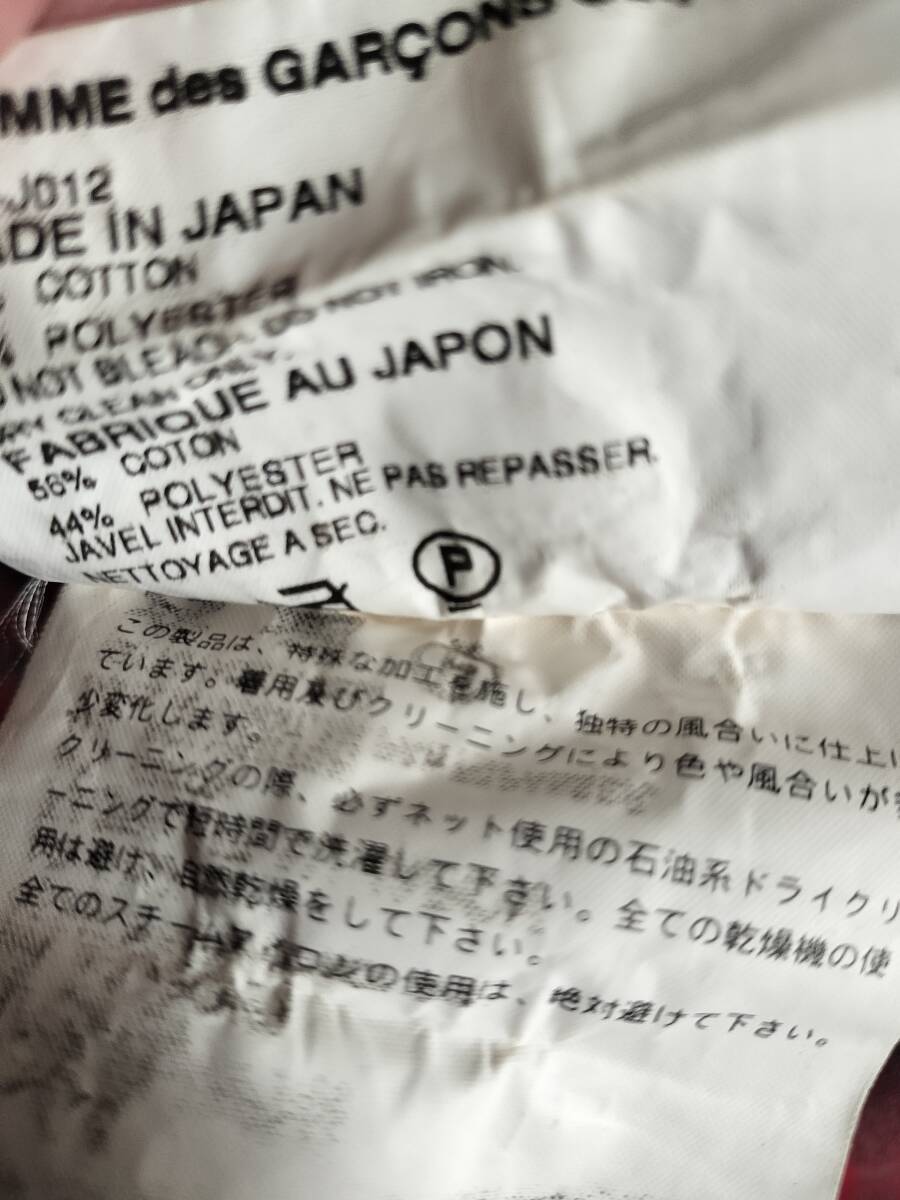 MME des GARÇONS
J012
ADE IN JAPAN
COTTON
% POLYESTER
NOT BLEACH. DO NOT IRON.
DRY CLEAN ONLY.
FABRIQUE AU JAPON
56% COTON
44% POLYESTER
JAVEL INTERDIT. NE PAS REPASSER.
NETTOYAGE A SEC.
P
この製品は、特殊な加工を施し、独特の風合いに仕上げ
ています。着用及びクリーニングにより色や風合いが多
少変化します。
クリーニングの際、必ずネット使用の石油系ドライクリ
ーニングで短時間で洗濯して下さい。全ての乾燥機の使
用は避け、自然乾燥をして下さい。
全てのスチーム及びアイロンの使用は、絶対避けて下さい。